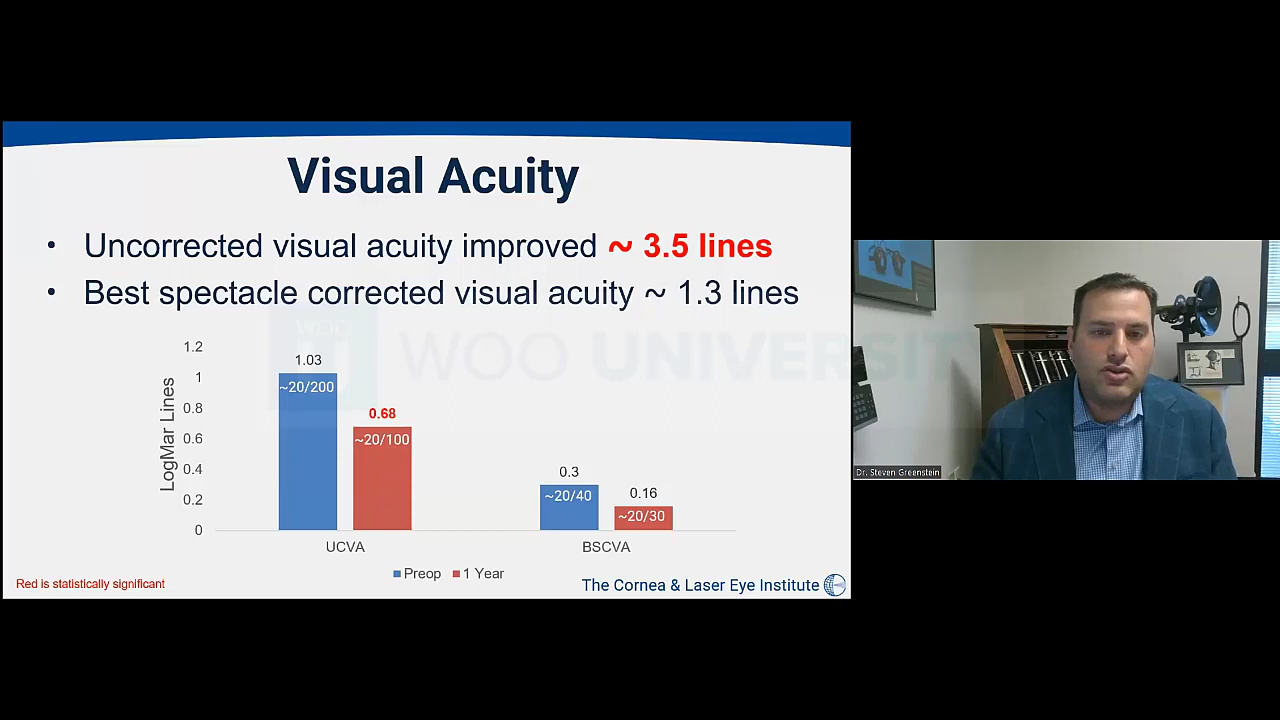 Visual Acuity
• Uncorrected visual acuity improved ~ 3.5 lines
• Best spectacle corrected visual acuity ~ 1.3 lines
WOO U WOO UNIVERSITY
LogMar Lines
1.2
1
0.8
0.6
0.4
0.2
0
1.03
~20/200
0.68
~20/100
0.3
~20/40
0.16
~20/30
UCVA
BSCVA
Preop 1 Year
Red is statistically significant
The Cornea & Laser Eye Institute
Dr. Steven Greenstein